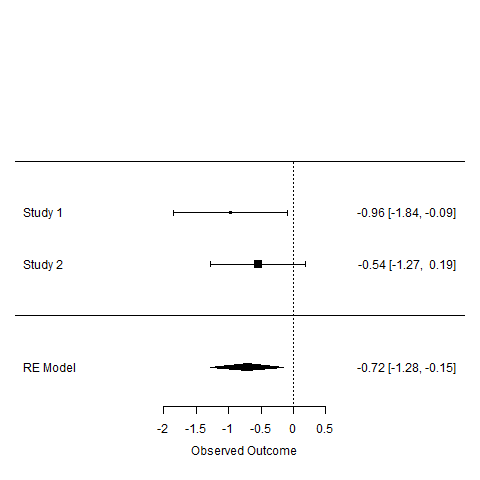 Study 1 -0.96 [-1.84, -0.09]
Study 2 -0.54 [-1.27, 0.19]
RE Model -0.72 [-1.28, -0.15]
-2 -1.5 -1 -0.5 0 0.5
Observed Outcome